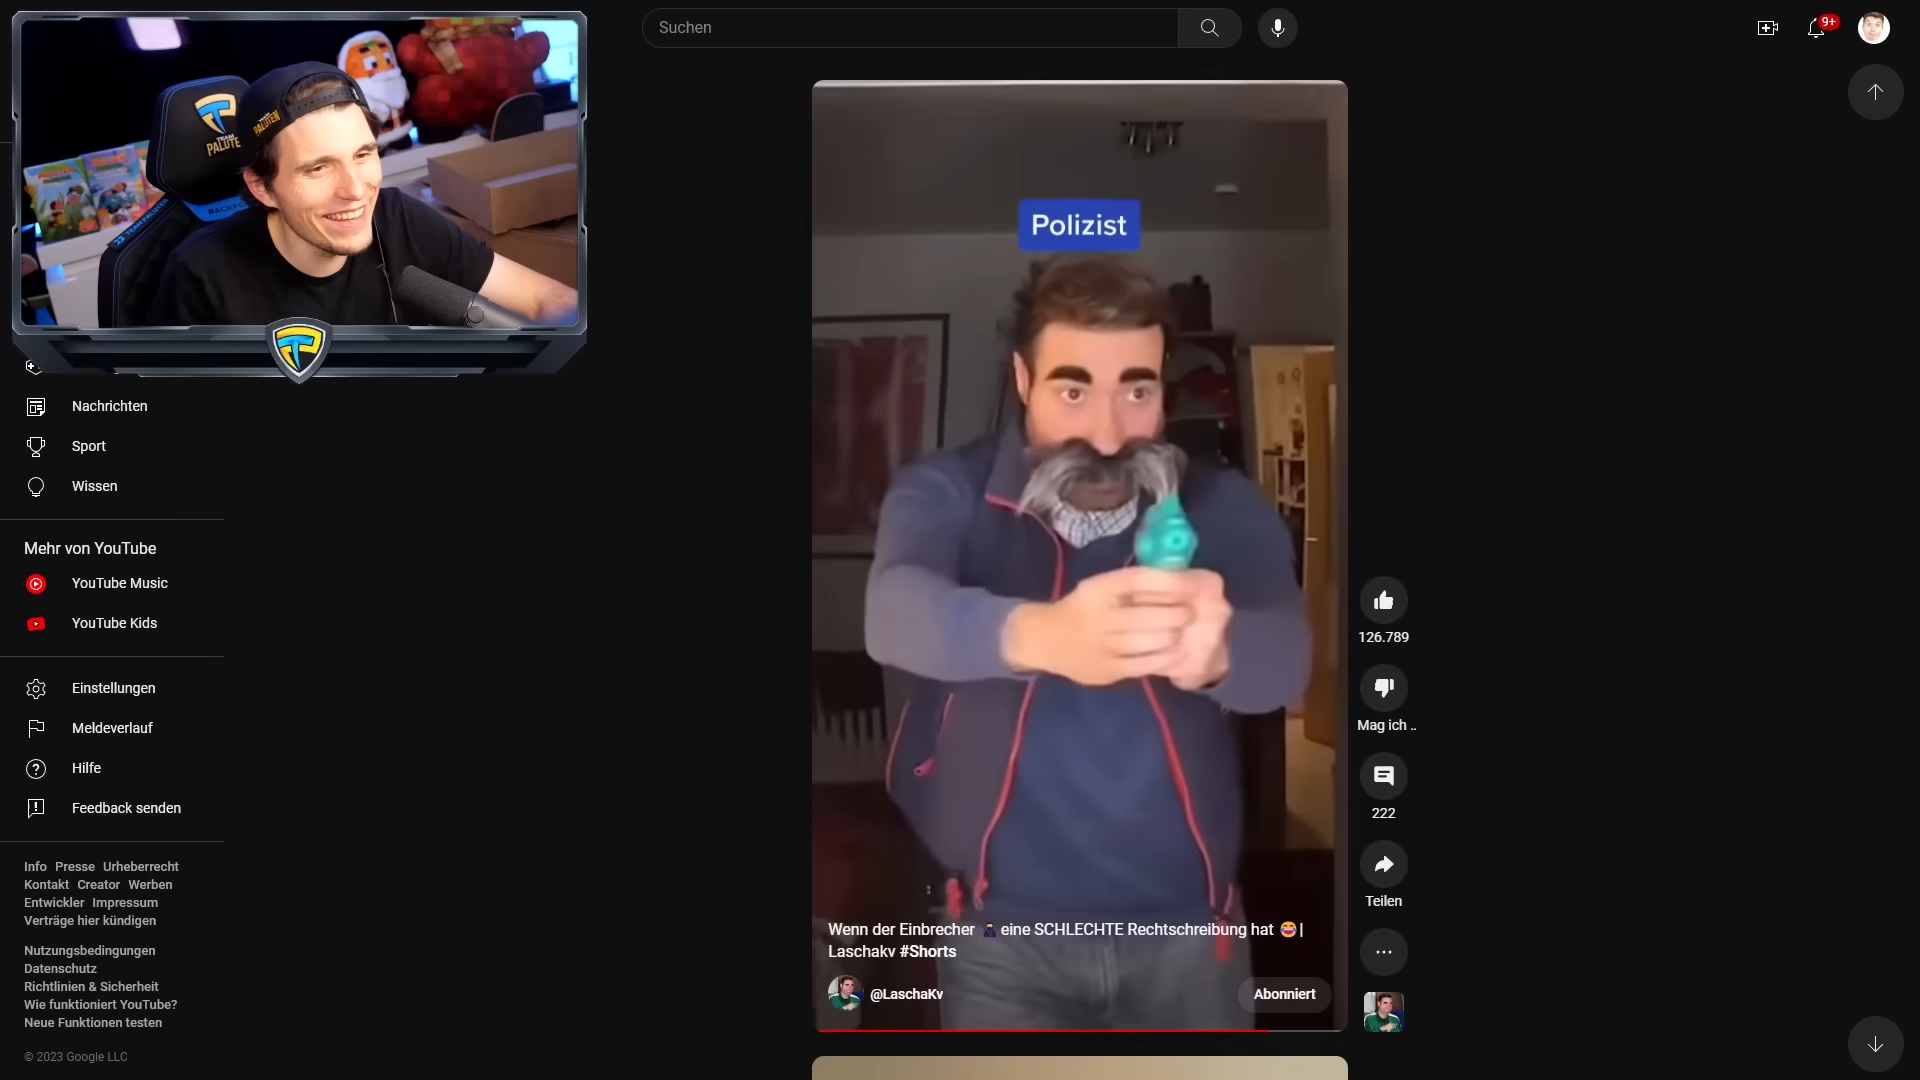 Suchen
9+
TEAM
PALUTE
PALUTEN
BACKFO
Polizist
Nachrichten
Sport
Wissen
Mehr von YouTube
YouTube Music
YouTube Kids
Einstellungen
Meldeverlauf
Hilfe
Feedback senden
Info Presse Urheberrecht
Kontakt Creator Werben
Entwickler Impressum
Verträge hier kündigen
Nutzungsbedingungen
Datenschutz
Richtlinien & Sicherheit
Wie funktioniert YouTube?
Neue Funktionen testen
© 2023 Google LLC
126.789
Mag ich ..
222
Teilen
Wenn der Einbrecher 🥷 eine SCHLECHTE Rechtschreibung hat 😂 |
Laschakv #Shorts
@LaschaKv
Abonniert